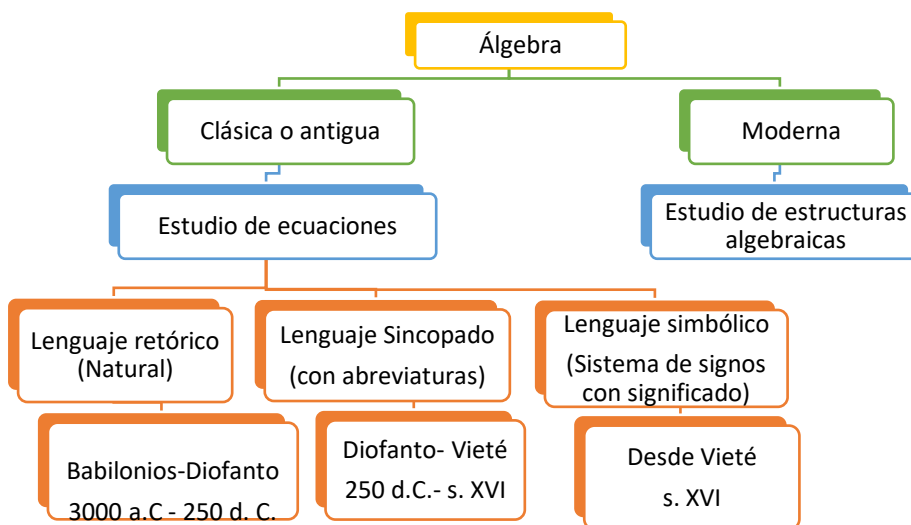 Álgebra
Clásica o antigua
Moderna
Estudio de ecuaciones
Estudio de estructuras
algebraicas
Lenguaje retórico
(Natural)
Lenguaje Sincopado
(con abreviaturas)
Lenguaje simbólico
(Sistema de signos
con significado)
Babilonios-Diofanto
3000 a.C - 250 d. C.
Diofanto- Vieté
250 d.C.- s. XVI
Desde Vieté
s. XVI